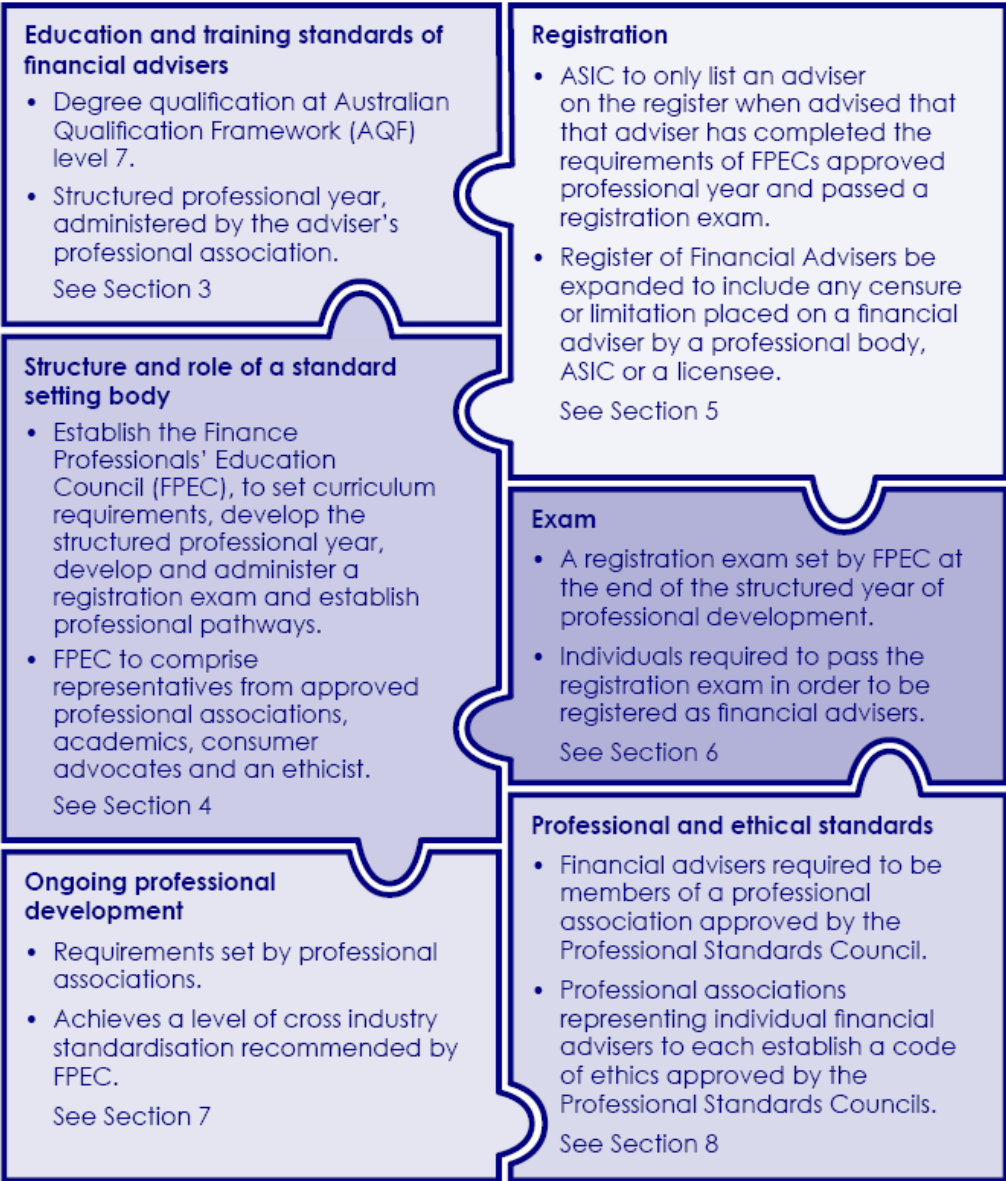 Education and training standards of
financial advisers
• Degree qualification at Australian
Qualification Framework (AQF)
level 7.
• Structured professional year,
administered by the adviser's
professional association.
See Section 3
Structure and role of a standard
setting body
• Establish the Finance
Professionals' Education
Council (FPEC), to set curriculum
requirements, develop the
structured professional year,
develop and administer a
registration exam and establish
professional pathways.
• FPEC to comprise
representatives from approved
professional associations,
academics, consumer
advocates and an ethicist.
See Section 4
Ongoing professional
development
• Requirements set by professional
associations.
• Achieves a level of cross industry
standardisation recommended by
FPEC.
See Section 7
Registration
• ASIC to only list an adviser
on the register when advised that
that adviser has completed the
requirements of FPECs approved
professional year and passed a
registration exam.
• Register of Financial Advisers be
expanded to include any censure
or limitation placed on a financial
adviser by a professional body,
ASIC or a licensee.
See Section 5
Exam
• A registration exam set by FPEC at
the end of the structured year of
professional development.
• Individuals required to pass the
registration exam in order to be
registered as financial advisers.
See Section 6
Professional and ethical standards
• Financial advisers required to be
members of a professional
association approved by the
Professional Standards Council.
• Professional associations
representing individual financial
advisers to each establish a code
of ethics approved by the
Professional Standards Councils.
See Section 8